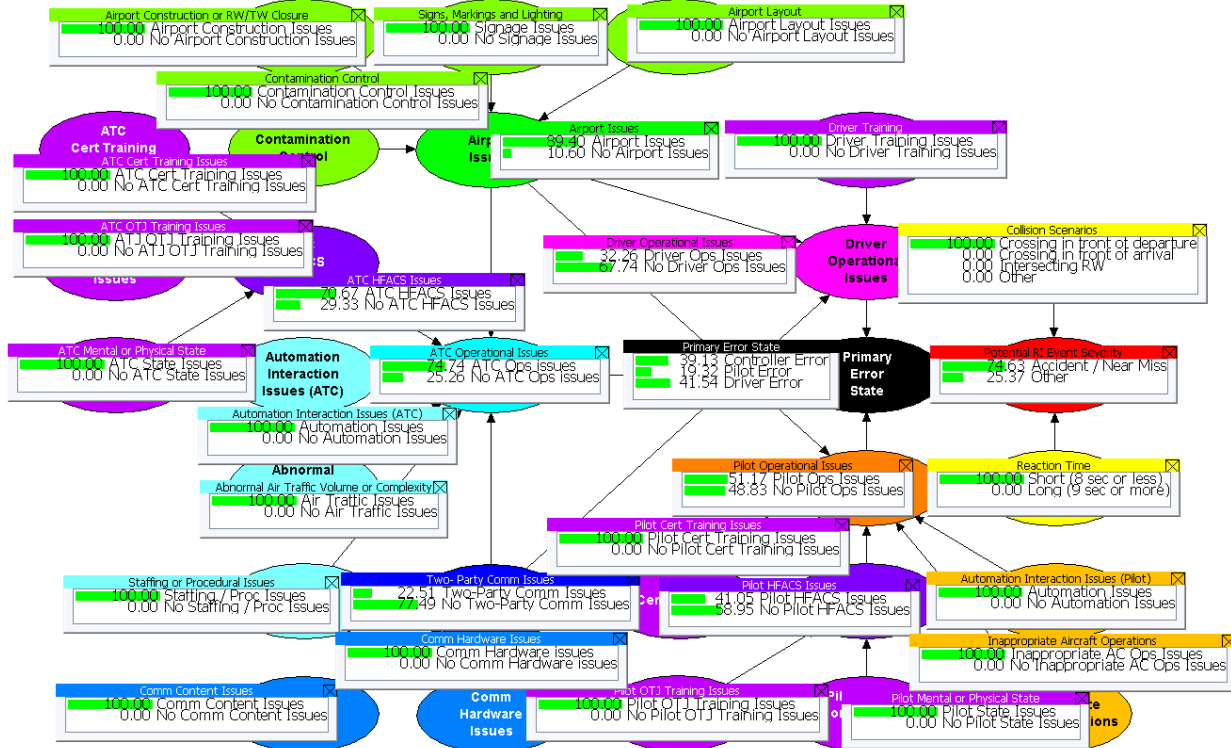 Airport Construction or RW/TW Closure
100.00 Airport Construction Issues
0.00 No Airport Construction Issues
Signs, Markings and Lighting
100.00 Signage Issues
0.00 No Signage Issues
Airport Layout
100.00 Airport Layout Issues
0.00 No Airport Layout Issues
Contamination Control
100.00 Contamination Control Issues
0.00 No Contamination Control Issues
ATC
Cert Training
Contamination
Airport Issues
89.40 Airport Issues
10.60 No Airport Issues
Driver Training
100.00 Driver Training Issues
0.00 No Driver Training Issues
ATC Cert Training Issues
100.00 ATC Cert Training Issues
0.00 No ATC Cert Training Issues
ATC OTJ Training Issues
100.00 ATJ OTJ Training Issues
0.00 No ATJ OTJ Training Issues
Issues
Driver Operational Issues
32.26 Driver Ops Issues
67.74 No Driver Ops Issues
Driver
Operationa
Issues
Collision Scenarios
100.00 Crossing in front of departure
0.00 Crossing in front of arrival
0.00 Intersecting RW
0.00 Other
ATC HFACS Issues
70.67 ATC HFACS Issues
29.33 No ATC HFACS Issues
ATC Mental or Physical State
100.00 ATC State Issues
0.00 No ATC State Issues
Automation
Interaction
Issues (ATC)
ATC Operational Issues
74.74 ATC Ops Issues
25.26 No ATC Ops issues
Primary Error State
39.13 Controller Error
19.32 Pilot Error
41.54 Driver Error
Primary
Error
State
Potential RI Event Severity
74.63 Accident / Near Miss
25.37 Other
Automation Interaction Issues (ATC)
100.00 Automation Issues
0.00 No Automation Issues
Abnormal
Abnormal Air Traffic Volume or Complexity
100.00 Air Traffic Issues
0.00 No Air Traffic Issues
Pilot Operational Issues
51.17 Pilot Ops Issues
48.83 No Pilot Ops Issues
Reaction Time
100.00 Short (8 sec or less)
0.00 Long (9 sec or more)
Pilot Cert Training Issues
100.00 Pilot Cert Training Issues
0.00 No Pilot Cert Training Issues
Staffing or Procedural Issues
100.00 Staffing / Proc Issues
0.00 No Staffing / Proc Issues
Two- Party Comm Issues
22.51 Two-Party Comm Issues
77.49 No Two-Party Comm Issues
Pilot HFACS Issues
41.05 Pilot HFACS Issues
58.95 No Pilot HFACS Issues
Automation Interaction Issues (Pilot)
100.00 Automation Issues
0.00 No Automation Issues
Comm Hardware Issues
100.00 Comm Hardware issues
0.00 No Comm Hardware issues
Inappropriate Aircraft Operations
100.00 Inappropriate AC Ops Issues
0.00 No Inappropriate AC Ops Issues
Comm Content Issues
100.00 Comm Content Issues
0.00 No Comm Content Issues
Comm
Hardware
Issues
Pilot OTJ Training Issues
100.00 Pilot OTJ Training Issues
0.00 No Pilot OTJ Training Issues
Pilot Mental or Physical State
100.00 Pilot State Issues
0.00 No Pilot State Issues